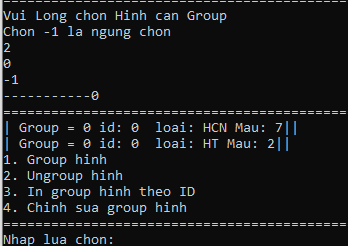 ================================================
Vui Long chon Hinh can Group
Chon -1 la ngung chon
2
0
-1
-----------0
================================================
| Group = 0 id: 0  loai: HCN Mau: 7||
| Group = 0 id: 0  loai: HT Mau: 2||
1. Group hinh
2. Ungroup hinh
3. In group hinh theo ID
4. Chinh sua group hinh
================================================
Nhap lua chon: